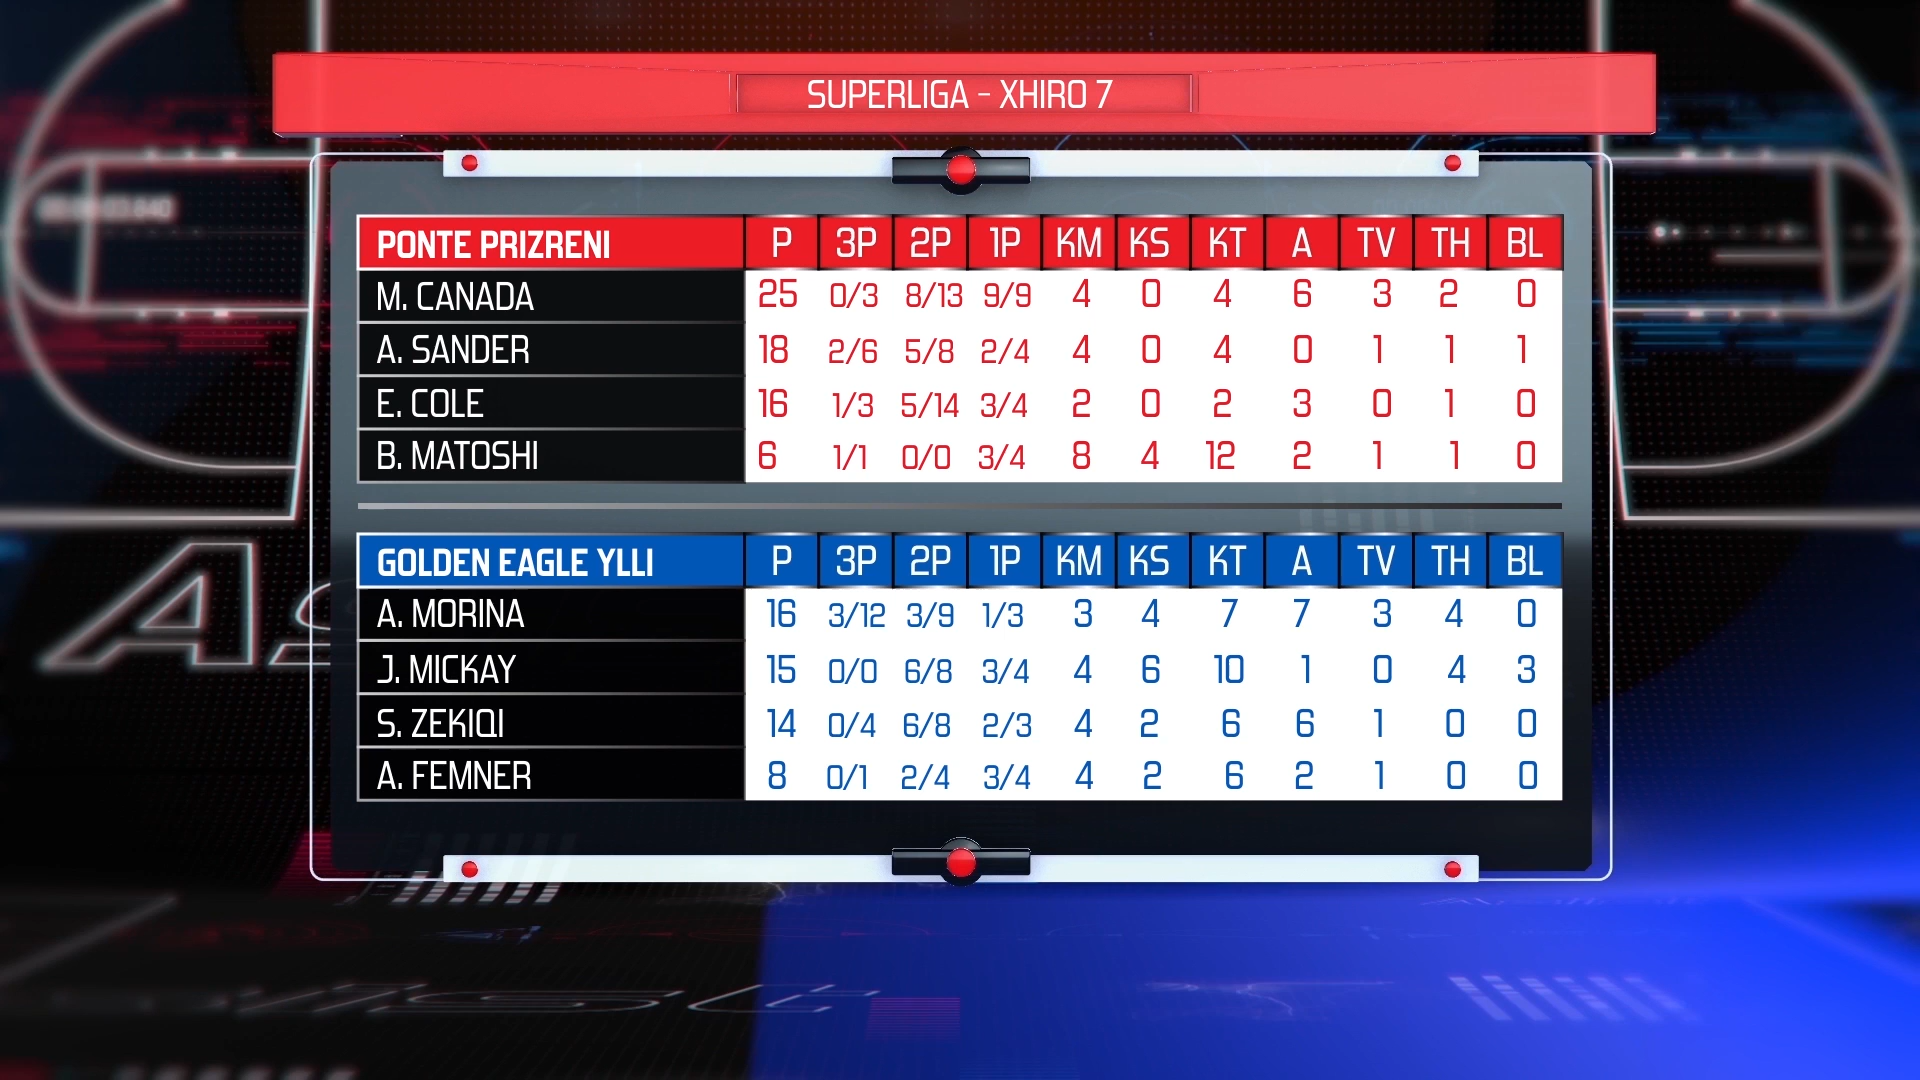 SUPERLIGA - XHIRO 7
PONTE PRIZRENI P 3P 2P 1P KM KS KT A TV TH BL
M. CANADA 25 0/3 8/13 9/9 4 0 4 6 3 2 0
A. SANDER 18 2/6 5/8 2/4 4 0 4 0 1 1 1
E. COLE 16 1/3 5/14 3/4 2 0 2 3 0 1 0
B. MATOSHI 6 1/1 0/0 3/4 8 4 12 2 1 1 0
GOLDEN EAGLE YLLI P 3P 2P 1P KM KS KT A TV TH BL
A. MORINA 16 3/12 3/9 1/3 3 4 7 7 3 4 0
J. MICKAY 15 0/0 6/8 3/4 4 6 10 1 0 4 3
S. ZEKIQI 14 0/4 6/8 2/3 4 2 6 6 1 0 0
A. FEMNER 8 0/1 2/4 3/4 4 2 6 2 1 0 0